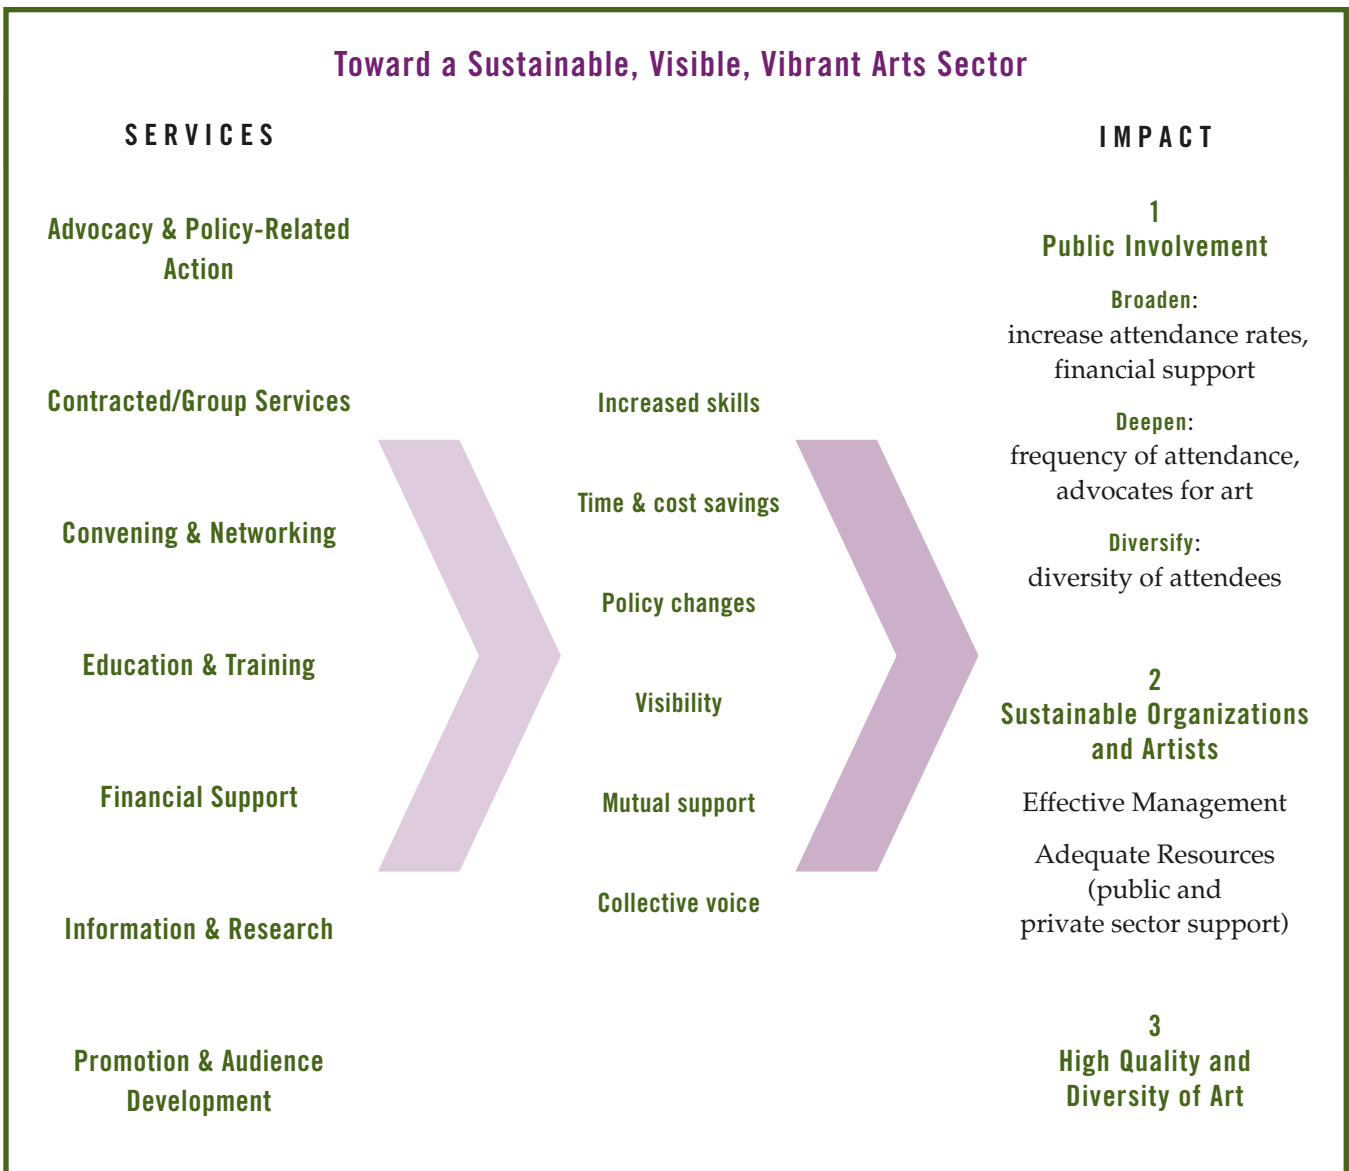 Toward a Sustainable, Visible, Vibrant Arts Sector
SERVICES
Advocacy & Policy-Related
Action
Contracted/Group Services
Convening & Networking
Education & Training
Financial Support
Information & Research
Promotion & Audience
Development
Increased skills
Time & cost savings
Policy changes
Visibility
Mutual support
Collective voice
IMPACT
1
Public Involvement
Broaden:
increase attendance rates,
financial support
Deepen:
frequency of attendance,
advocates for art
Diversify:
diversity of attendees
2
Sustainable Organizations
and Artists
Effective Management
Adequate Resources
(public and
private sector support)
3
High Quality and
Diversity of Art